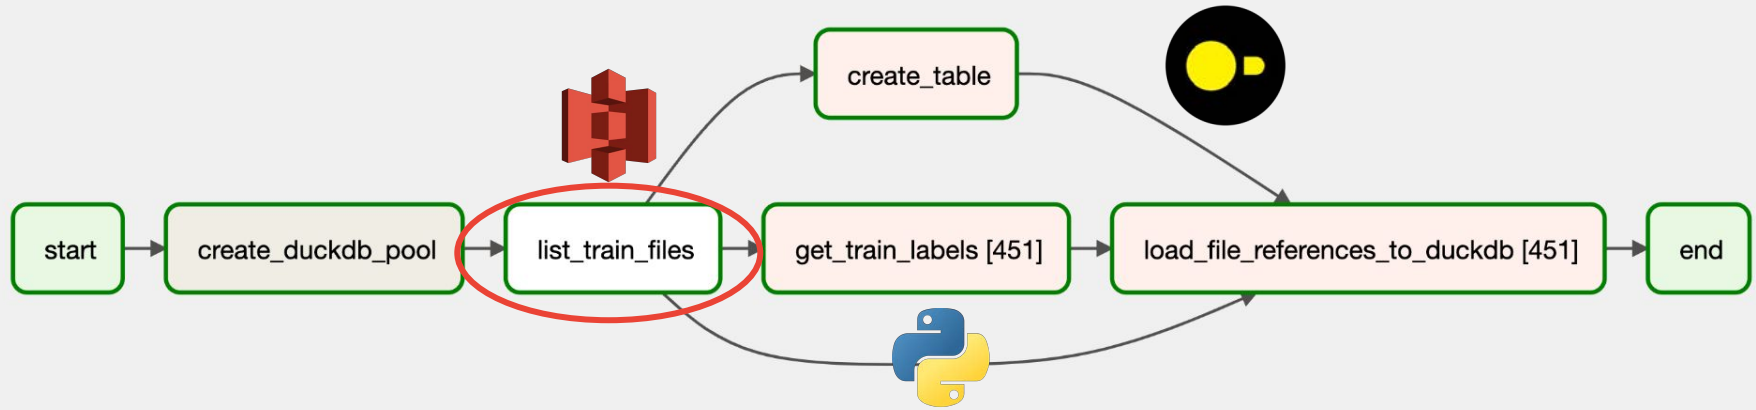 create_table
start
create_duckdb_pool
list_train_files
get_train_labels [451]
load_file_references_to_duckdb [451]
end